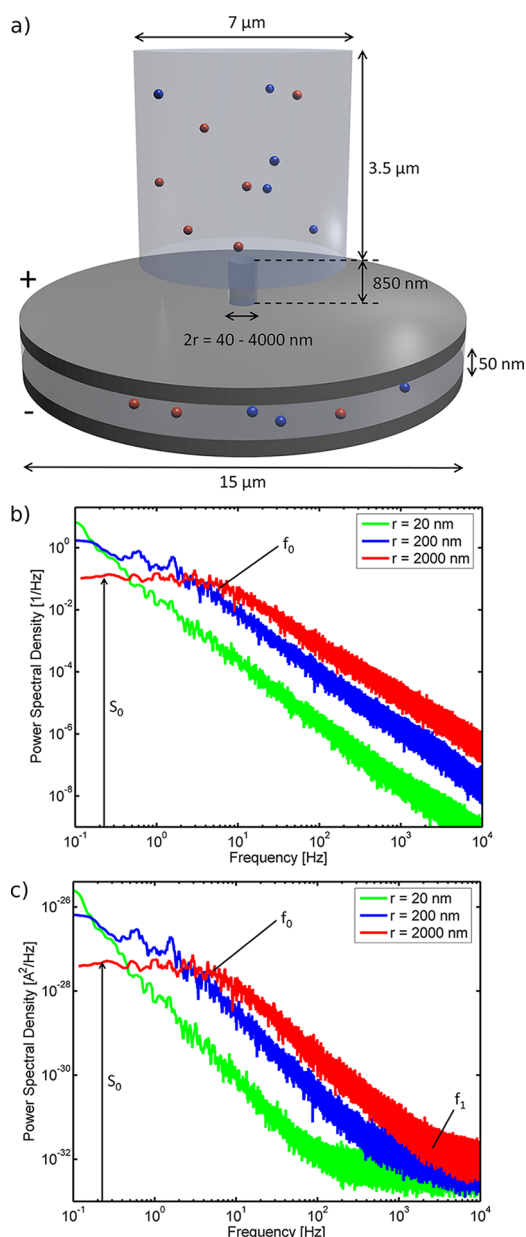 a)
7 µm
3.5 µm
850 nm
+
2r = 40 - 4000 nm
50 nm
-
15 µm
b)
r = 20 nm
r = 200 nm
r = 2000 nm
f₀
S₀
Power Spectral Density [1/Hz]
10⁰
10⁻²
10⁻⁴
10⁻⁶
10⁻⁸
10⁻¹ 10⁰ 10¹ 10² 10³ 10⁴
Frequency [Hz]
c)
r = 20 nm
r = 200 nm
r = 2000 nm
f₀
S₀
f₁
Power Spectral Density [A²/Hz]
10⁻²⁶
10⁻²⁸
10⁻³⁰
10⁻³²
10⁻¹ 10⁰ 10¹ 10² 10³ 10⁴
Frequency [Hz]